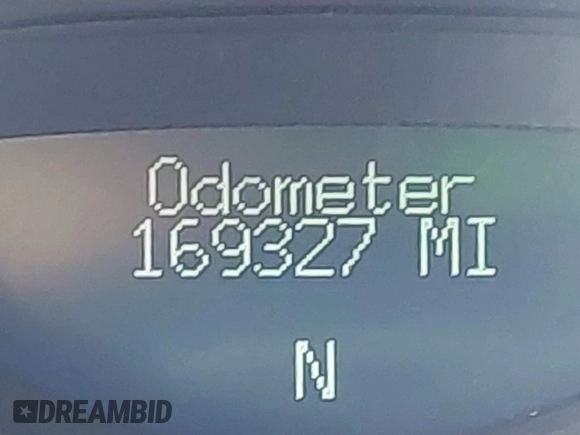 Odometer
169327 MI
N
DREAMBID